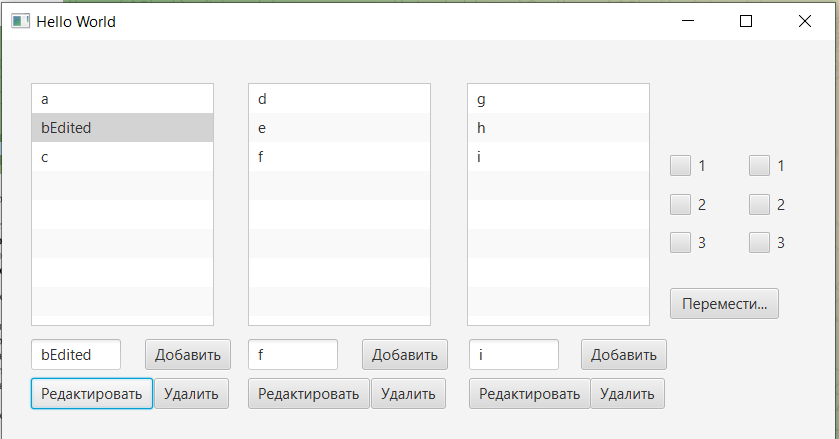 Hello World
a d g
bEdited e h
c f i
1 1
2 2
3 3
Перемести...
bEdited Добавить f Добавить i Добавить
Редактировать Удалить Редактировать Удалить Редактировать Удалить